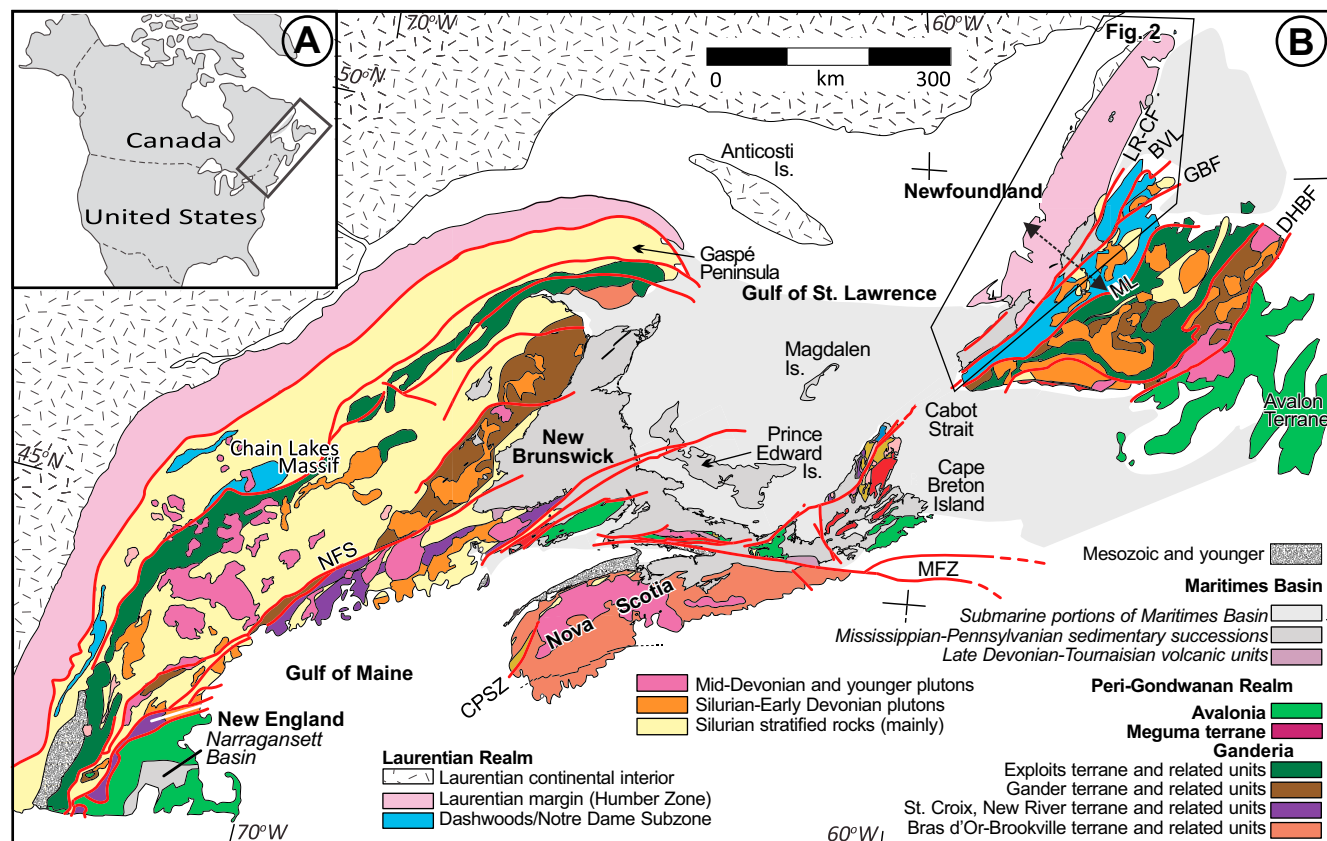 A
Canada
United States
70°W
60°W
B
Fig. 2
0
300
km
50°N
LR-CF
BVL
GBF
DHBF
Anticosti
Is.
Newfoundland
Gaspé
Peninsula
ML
Gulf of St. Lawrence
Magdalen
Is.
Avalon
Terrane
Cabot
Strait
45°N
Chain Lakes
Massif
New
Brunswick
Prince
Edward
Is.
Cape
Breton
Island
NFS
MFZ
Nova Scotia
Gulf of Maine
CPSZ
New England
Narragansett
Basin
70°W
60°W
Mid-Devonian and younger plutons
Silurian-Early Devonian plutons
Silurian stratified rocks (mainly)
Laurentian Realm
Laurentian continental interior
Laurentian margin (Humber Zone)
Dashwoods/Notre Dame Subzone
Mesozoic and younger
Maritimes Basin
Submarine portions of Maritimes Basin
Mississippian-Pennsylvanian sedimentary successions
Late Devonian-Tournaisian volcanic units
Peri-Gondwanan Realm
Avalonia
Meguma terrane
Ganderia
Exploits terrane and related units
Gander terrane and related units
St. Croix, New River terrane and related units
Bras d'Or-Brookville terrane and related units